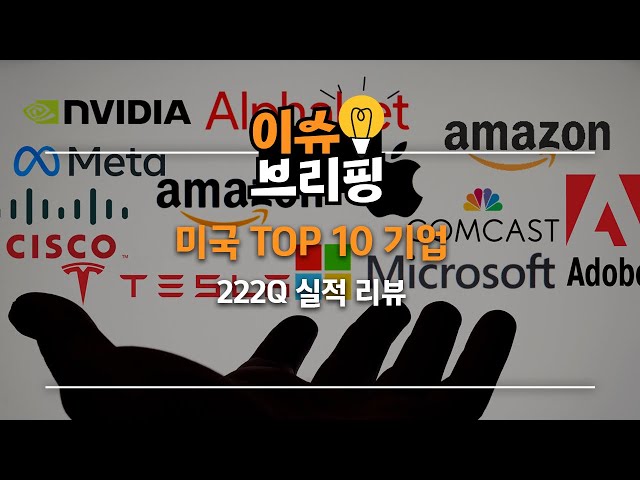 NVIDIA
Alphabet
이슈
브리핑
amazon
Meta
amazon
CISCO
COMCAST
Adobe
미국 TOP 10 기업
TESLA
Microsoft
222Q 실적 리뷰